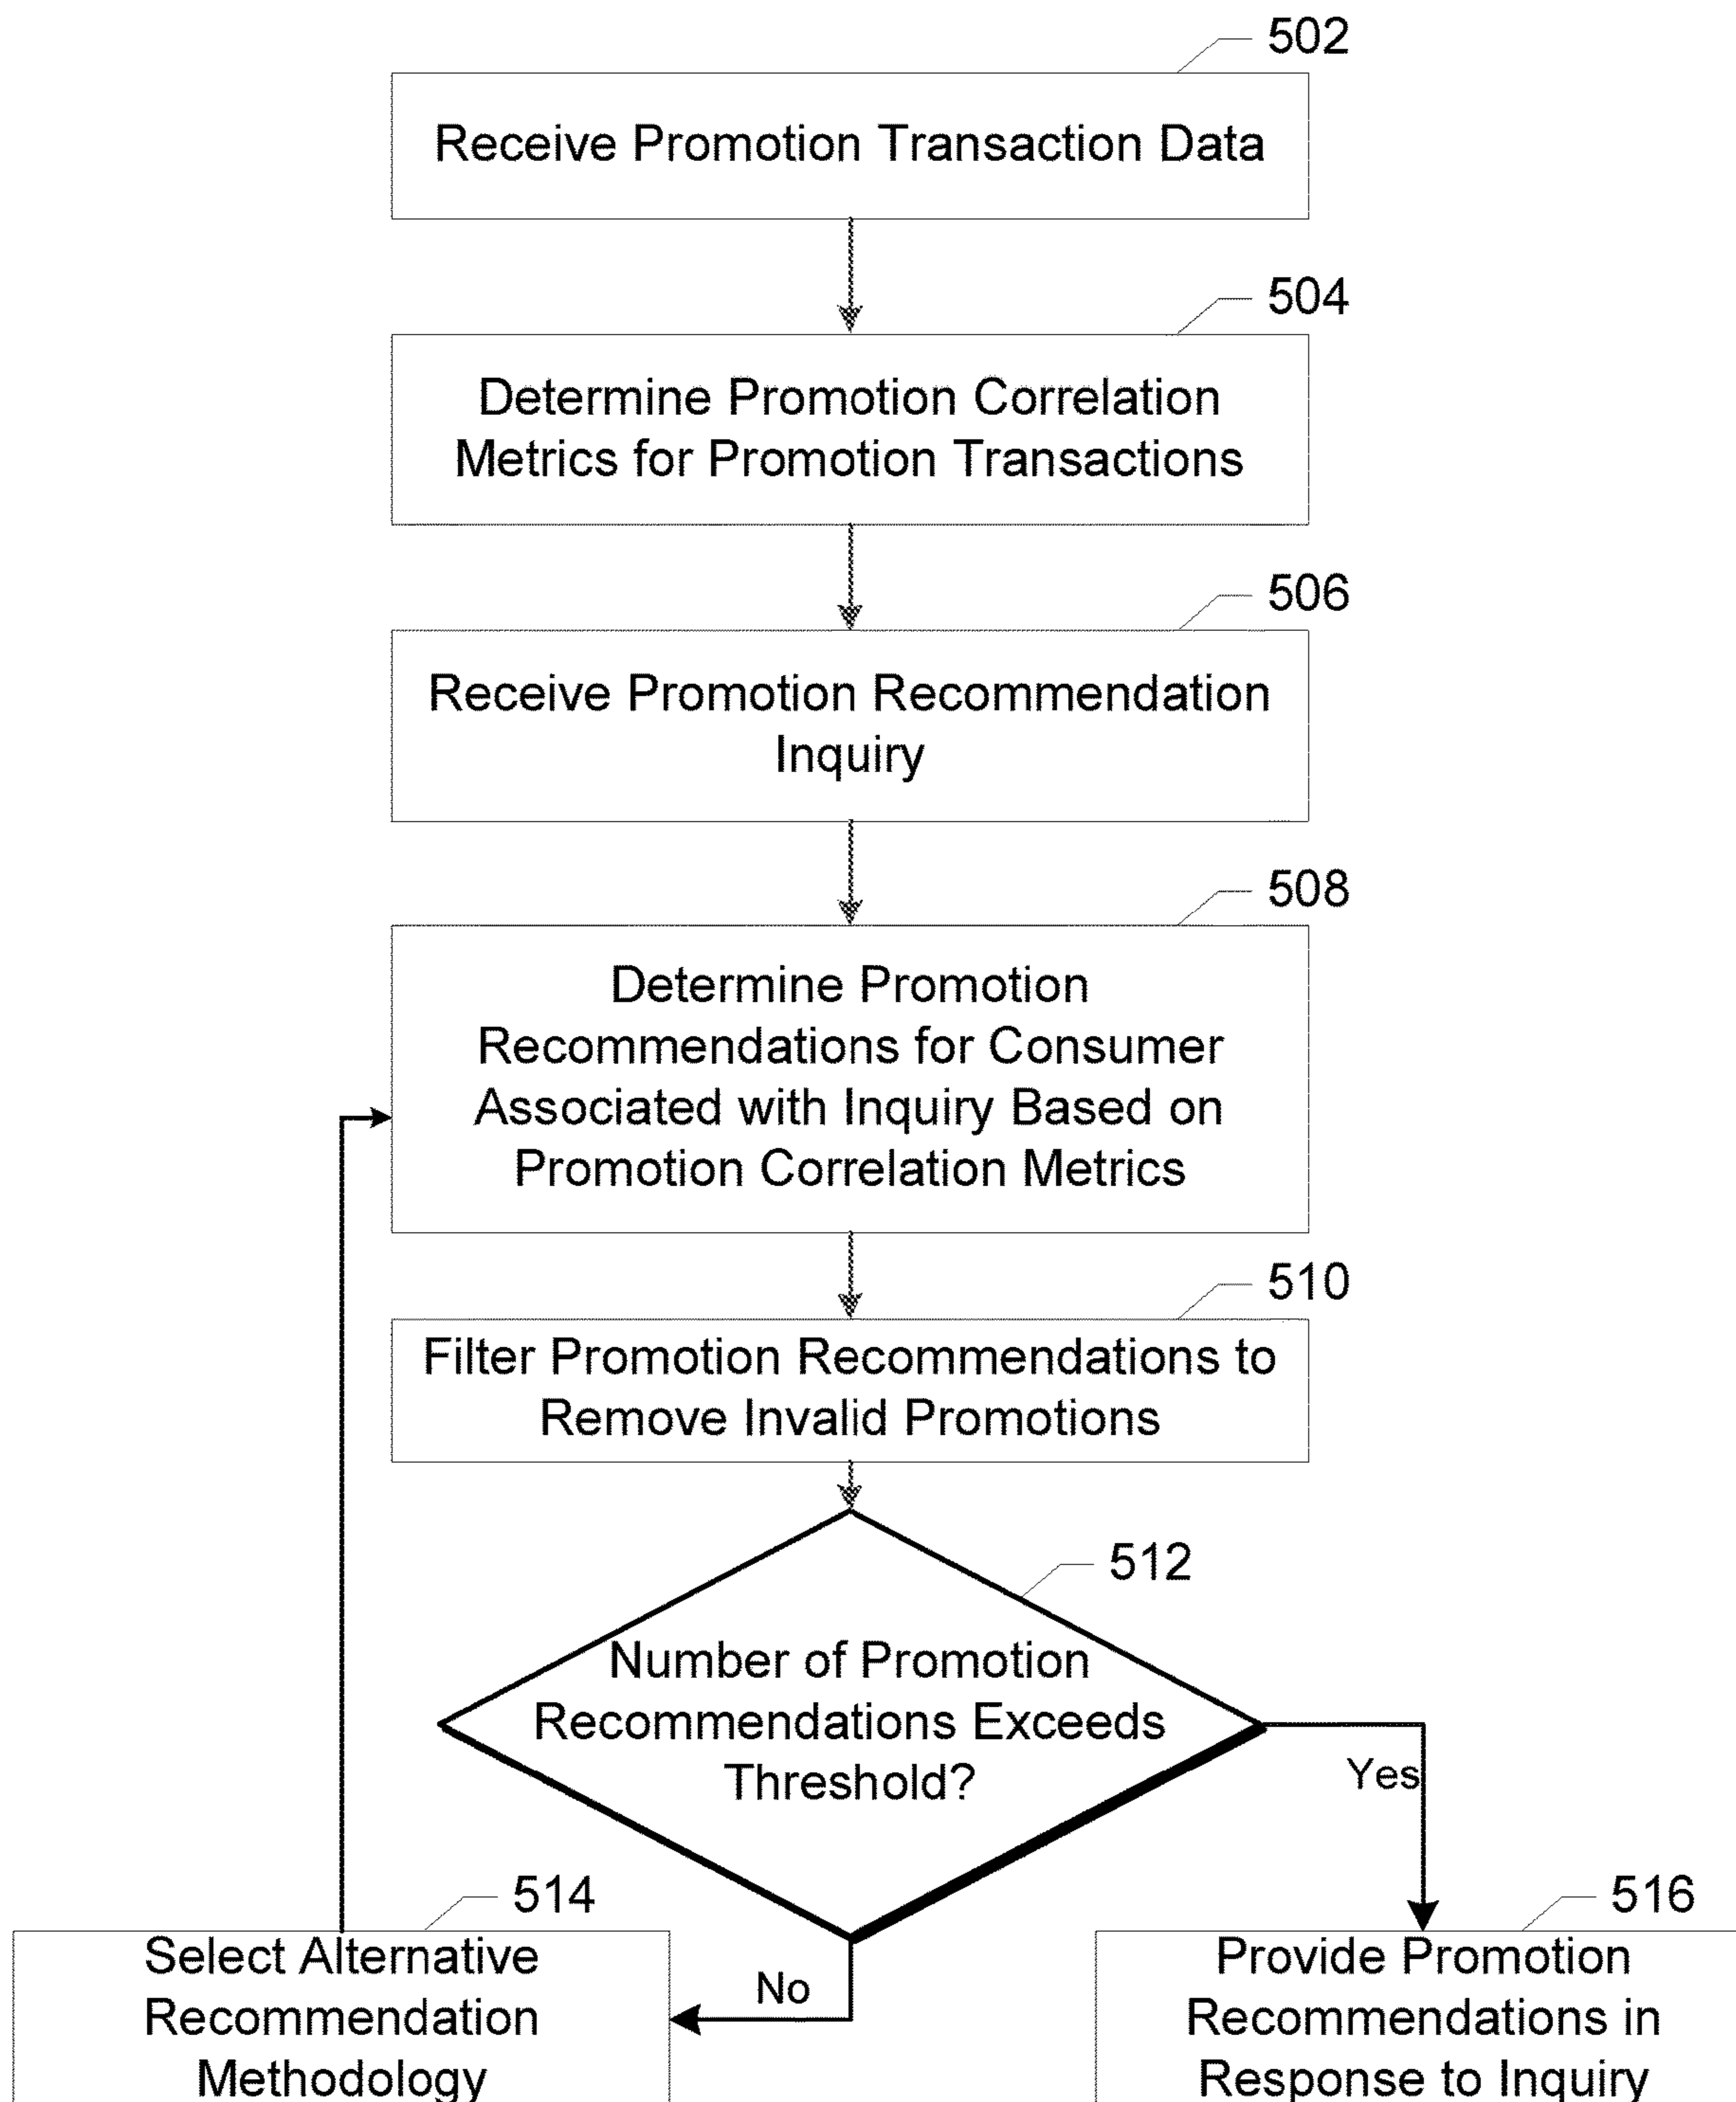 502
Receive Promotion Transaction Data
504
Determine Promotion Correlation
Metrics for Promotion Transactions
506
Receive Promotion Recommendation
Inquiry
508
Determine Promotion
Recommendations for Consumer
Associated with Inquiry Based on
Promotion Correlation Metrics
510
Filter Promotion Recommendations to
Remove Invalid Promotions
512
Number of Promotion
Recommendations Exceeds
Threshold?
Yes
No
514
Select Alternative
Recommendation
Methodology
516
Provide Promotion
Recommendations in
Response to Inquiry